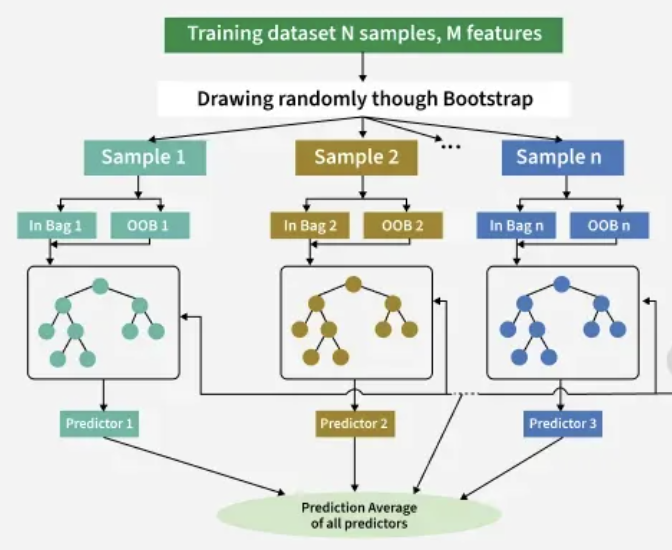 Training dataset N samples, M features
Drawing randomly though Bootstrap
...
Sample 1
Sample 2
Sample n
In Bag 1
OOB 1
In Bag 2
OOB 2
In Bag n
OOB n
Predictor 1
Predictor 2
Predictor 3
Prediction Average
of all predictors